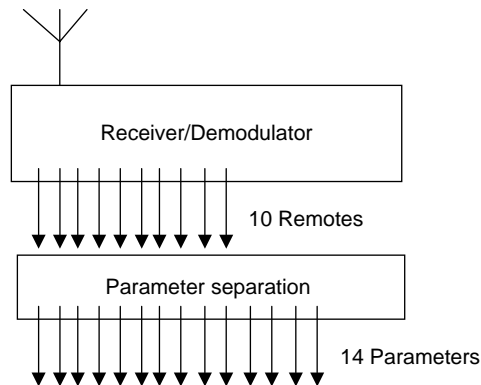 Receiver/Demodulator
10 Remotes
Parameter separation
14 Parameters